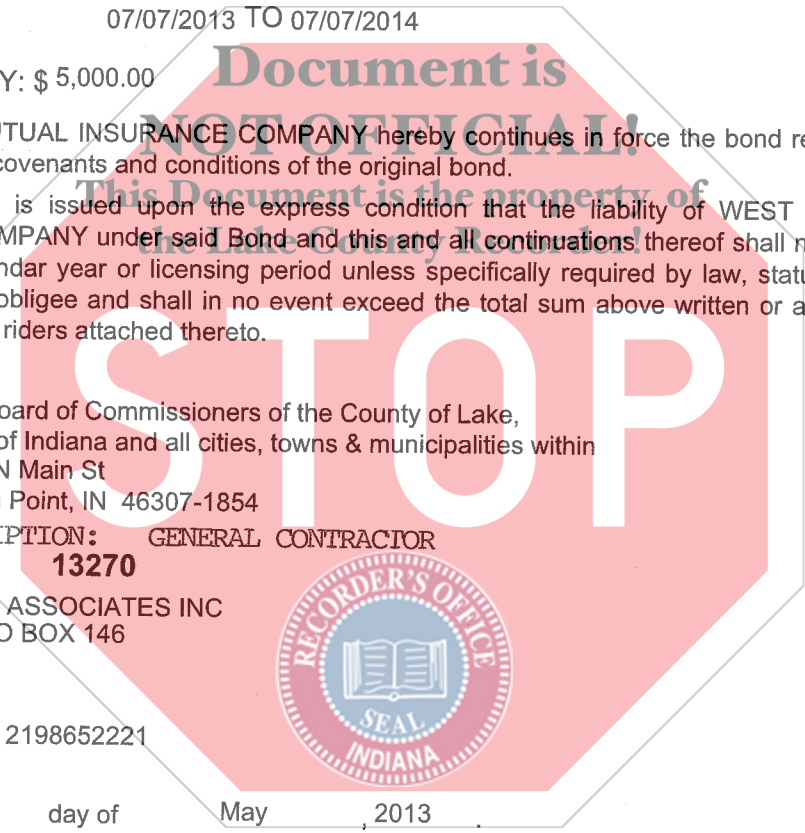 07/07/2013 TO 07/07/2014
Document is
Y: $ 5,000.00
NOT OFFICIAL!
UTUAL INSURANCE COMPANY hereby continues in force the bond re
covenants and conditions of the original bond.
This Document is the property of
is issued upon the express condition that the liability of WEST
MPANY under said Bond and this and all continuations thereof shall n
the Lake County Recorder!
ndar year or licensing period unless specifically required by law, statu
obligee and shall in no event exceed the total sum above written or a
riders attached thereto.
STOP
oard of Commissioners of the County of Lake,
of Indiana and all cities, towns & municipalities within
N Main St
Point, IN 46307-1854
IPTION: GENERAL CONTRACTOR
13270
ASSOCIATES INC
O BOX 146
RECORDER'S OFFICE
SEAL
INDIANA
2198652221
day of May , 2013 .